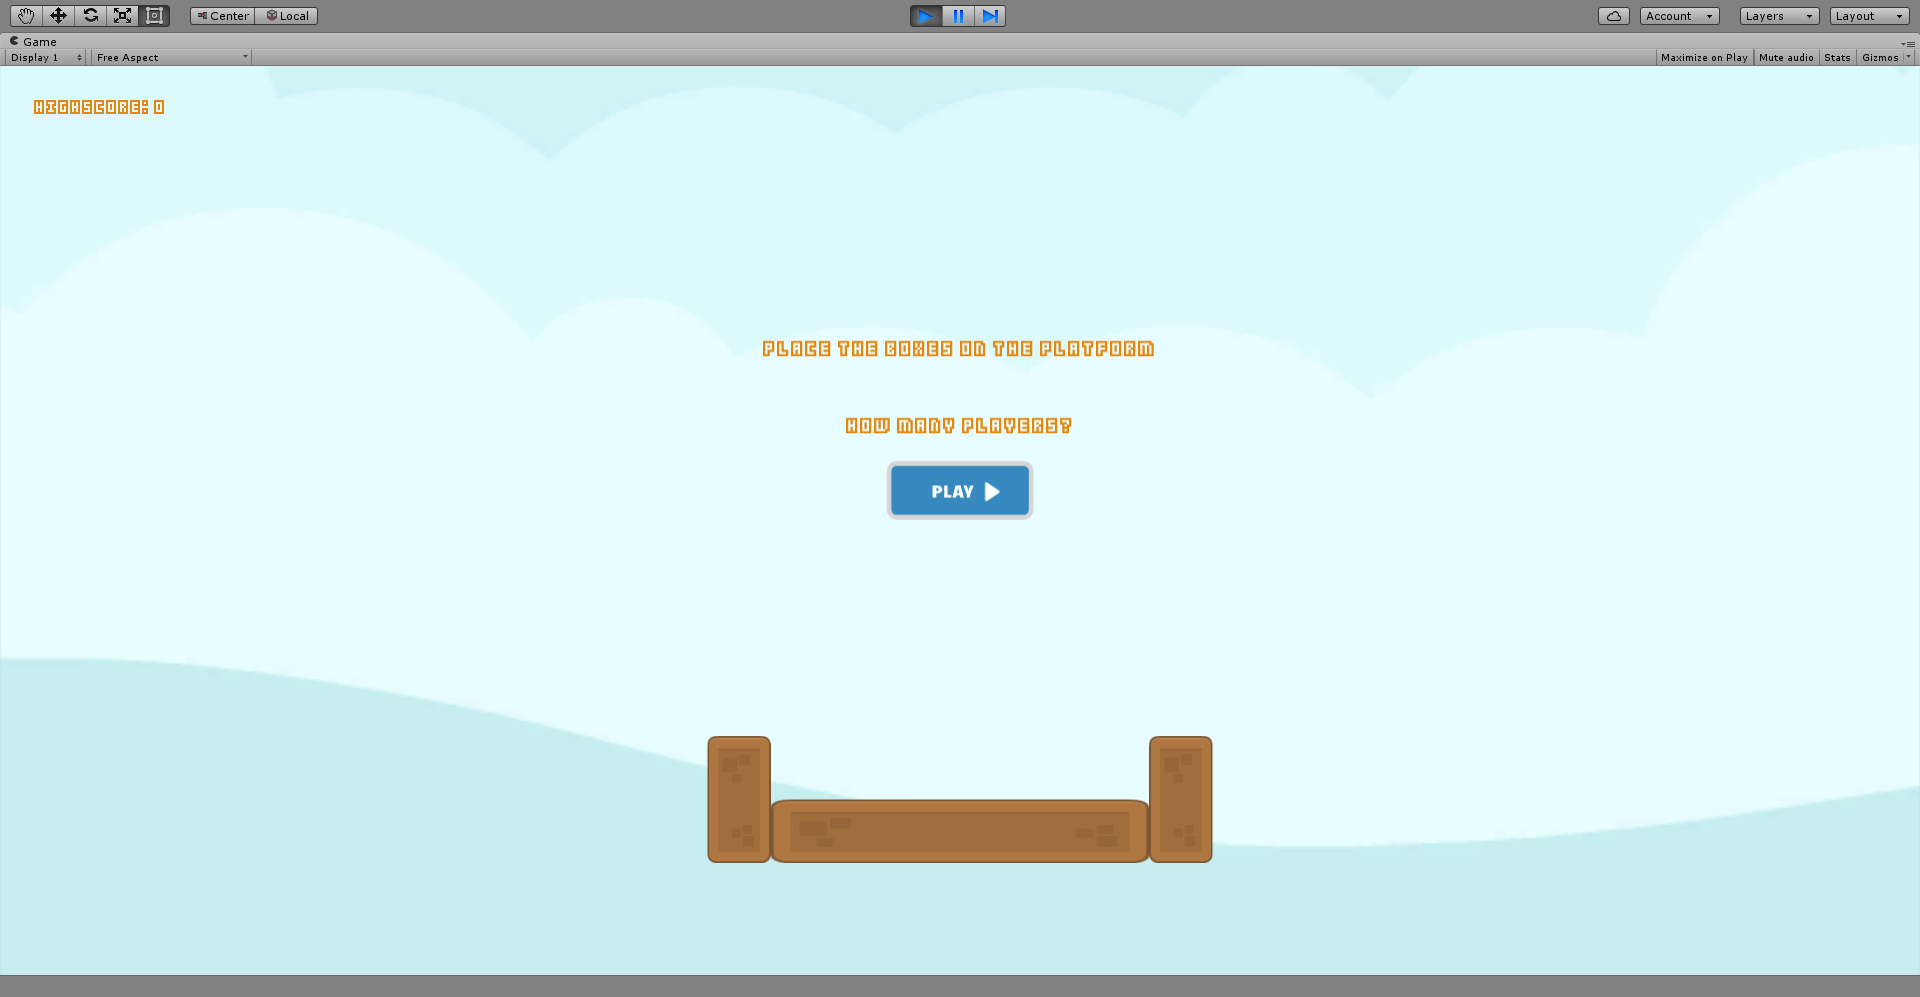 Center Local Account Layers Layout
Game
Display 1 Free Aspect Maximize on Play Mute audio Stats Gizmos
HIGHSCORE: 0
PLACE THE BOXES ON THE PLATFORM
HOW MANY PLAYERS?
PLAY